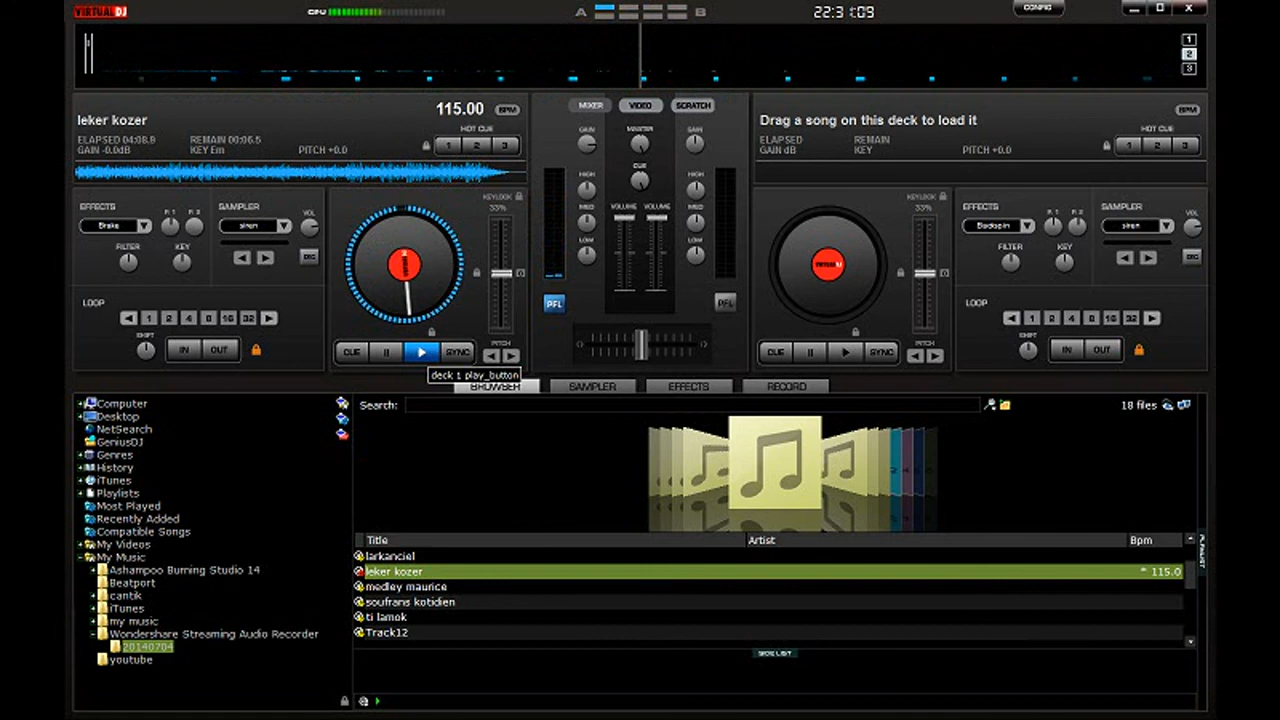 VIRTUAL DJ
CPU
A B
22:31:09
CONFIG
1
2
3
leker kozer
115.00 BPM
HOT CUE
ELAPSED 04:08.9 REMAIN 00:06.5
GAIN -0.0dB KEY Em PITCH +0.0
1 2 3
MIXER VIDEO SCRATCH
GAIN MASTER GAIN
CUE
HIGH HIGH
MED VOLUME VOLUME MED
LOW LOW
PFL PFL
Drag a song on this deck to load it
BPM
HOT CUE
ELAPSED REMAIN
GAIN dB KEY PITCH +0.0
1 2 3
EFFECTS SAMPLER
P. 1 P. 2 VOL
Brake siren
FILTER KEY
REC
LOOP
1 2 4 8 16 32
SHIFT
IN OUT
KEYLOCK
33%
CUE SYNC
PITCH
deck 1 play_button
KEYLOCK
33%
CUE SYNC
PITCH
EFFECTS SAMPLER
P. 1 P. 2 VOL
Backspin siren
FILTER KEY
REC
LOOP
1 2 4 8 16 32
SHIFT
IN OUT
BROWSER SAMPLER EFFECTS RECORD
Computer
Desktop
NetSearch
GeniusDJ
Genres
History
iTunes
Playlists
Most Played
Recently Added
Compatible Songs
My Videos
My Music
Ashampoo Burning Studio 14
Beatport
cantik
iTunes
my music
Wondershare Streaming Audio Recorder
20140704
youtube
Search:
18 files
Title Artist Bpm
larkanciel
leker kozer * 115.0
medley maurice
soufrans kotidien
ti lamok
Track12
SIDE LIST
PLAYLIST